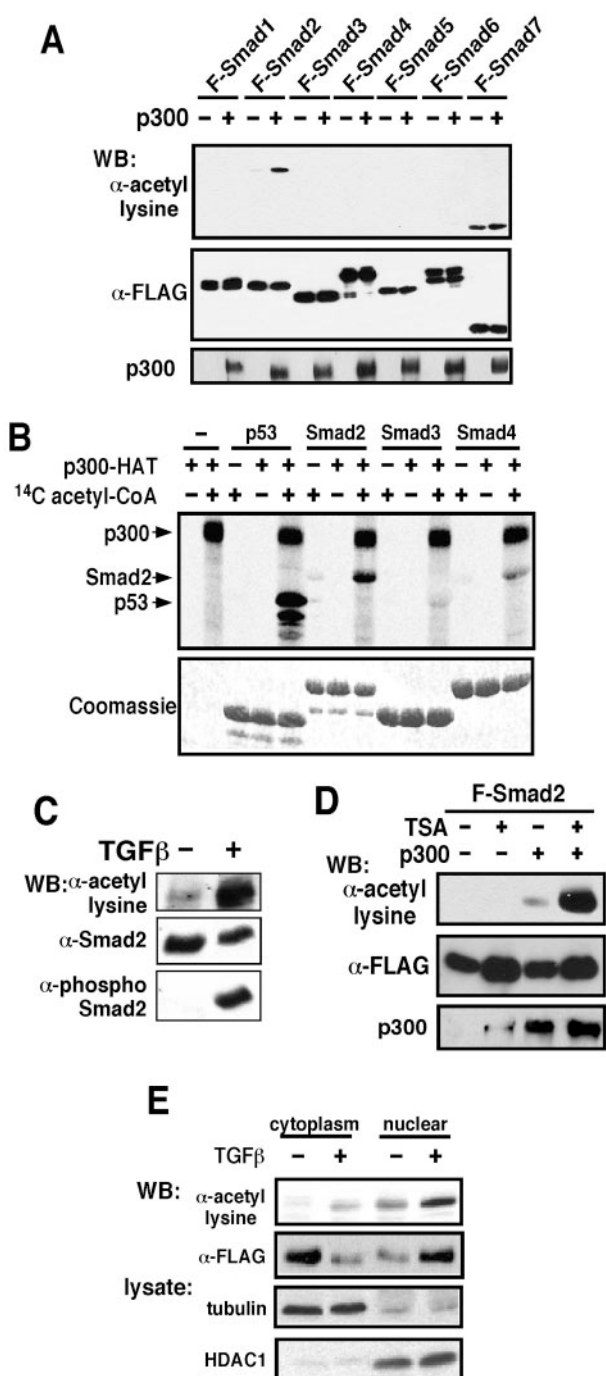 A
F-Smad1 F-Smad2 F-Smad3 F-Smad4 F-Smad5 F-Smad6 F-Smad7
p300 – + – + – + – + – + – + – +
WB:
α-acetyl
lysine
α-FLAG
p300
B
– p53 Smad2 Smad3 Smad4
p300-HAT + + – + + – + + – + + – + +
¹⁴C acetyl-CoA – + + – + + – + + – + + – +
p300
Smad2
p53
Coomassie
C
TGFβ – +
WB: α-acetyl
lysine
α-Smad2
α-phospho
Smad2
D
F-Smad2
TSA – + – +
p300 – – + +
WB:
α-acetyl
lysine
α-FLAG
p300
E
cytoplasm nuclear
TGFβ – + – +
WB: α-acetyl
lysine
α-FLAG
lysate:
tubulin
HDAC1